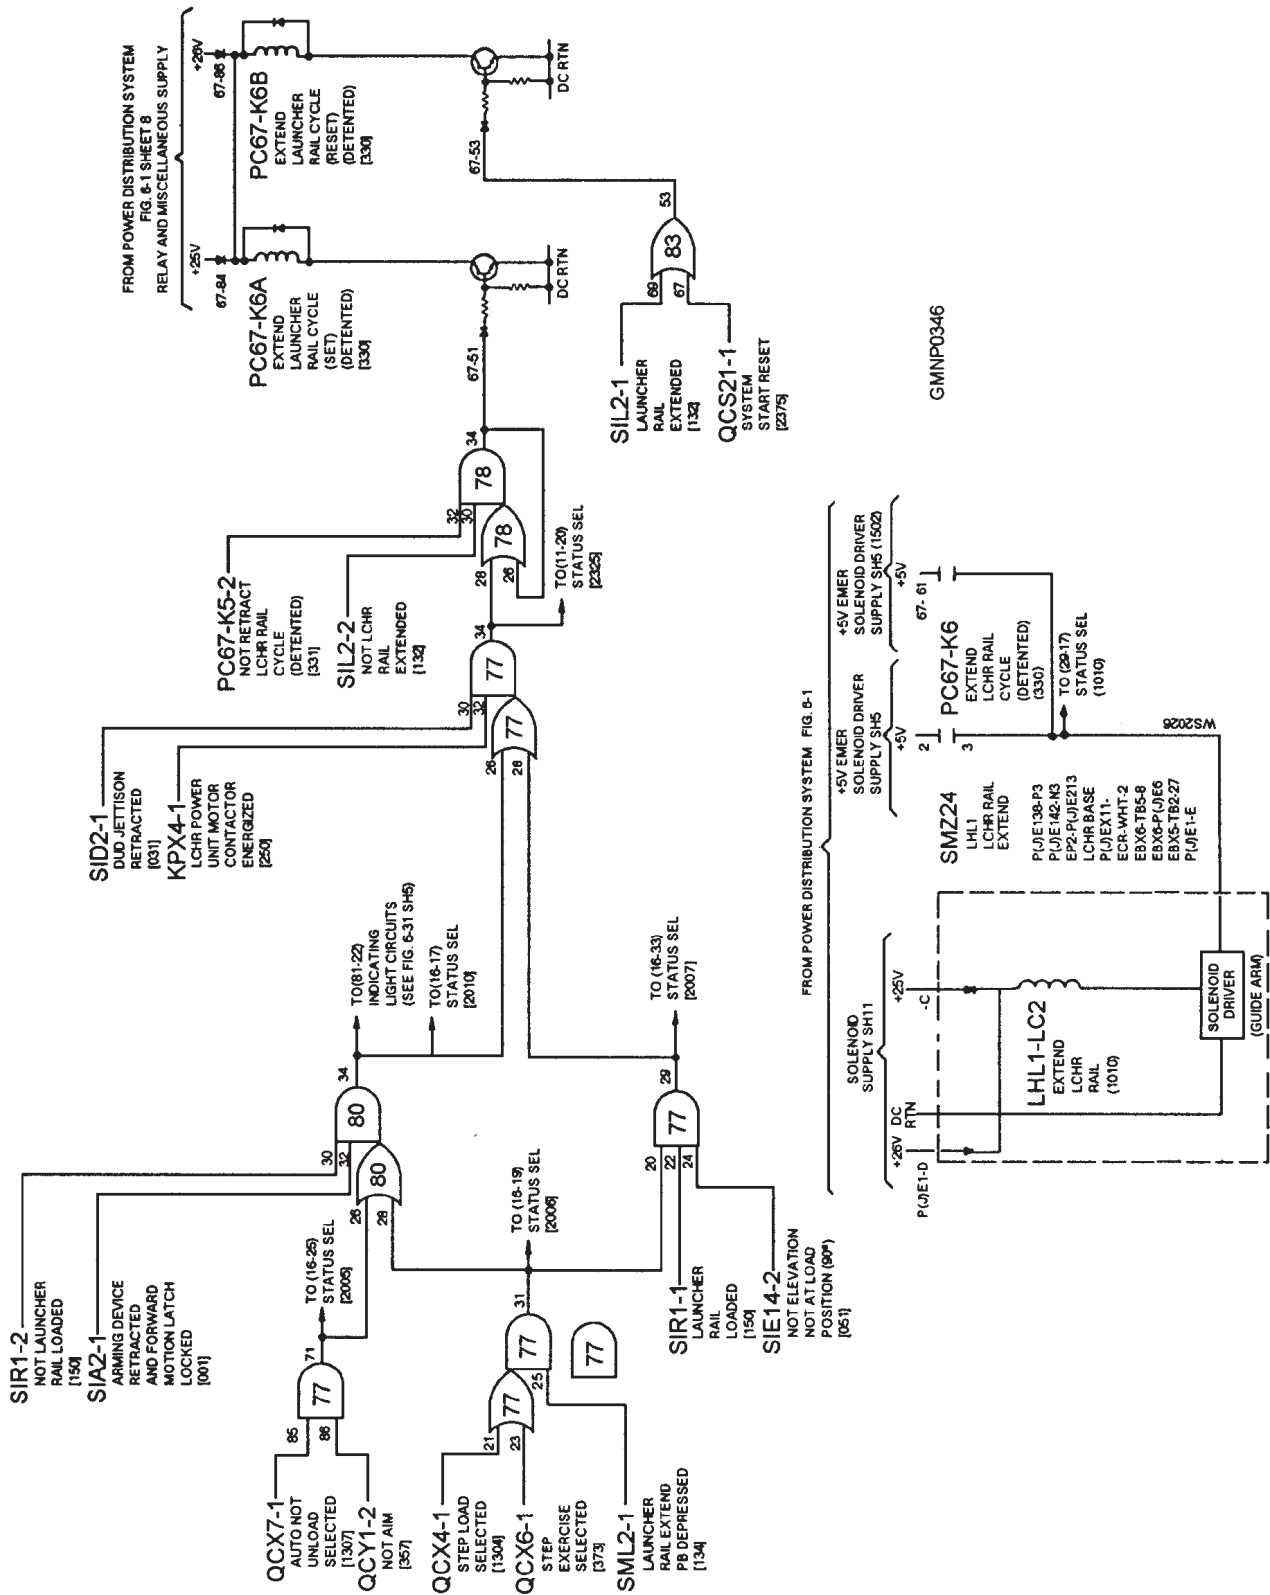 SIR1-2
NOT LAUNCHER
RAIL LOADED
[150]
SIA2-1
ARMING DEVICE
RETRACTED
AND FORWARD
MOTION LATCH
LOCKED
[001]
QCX7-1
AUTO NOT
UNLOAD
SELECTED
[1307]
QCY1-2
NOT AIM
[357]
QCX4-1
STEP LOAD
SELECTED
[1304]
QCX6-1
STEP
EXERCISE
SELECTED
[373]
SML2-1
LAUNCHER
RAIL EXTEND
PB DEPRESSED
[134]
85
86
77
71
TO (16-25)
STATUS SEL
[2005]
21
23
77
25
77
31
77
TO (16-19)
STATUS SEL
[2006]
30
32
26
28
80
80
34
TO(81-22)
INDICATING
LIGHT CIRCUITS
(SEE FIG. 6-31 SH5)
TO(16-17)
STATUS SEL
[2010]
SIR1-1
LAUNCHER
RAIL
LOADED
[150]
SIE14-2
NOT ELEVATION
NOT AT LOAD
POSITION (90°)
[051]
20
22
24
77
29
TO (16-33)
STATUS SEL
[2007]
SID2-1
DUD JETTISON
RETRACTED
[031]
KPX4-1
LCHR POWER
UNIT MOTOR
CONTACTOR
ENERGIZED
[250]
30
32
26
28
77
77
34
TO(11-20)
STATUS SEL
[2325]
PC67-K5-2
NOT RETRACT
LCHR RAIL
CYCLE
(DETENTED)
[331]
SIL2-2
NOT LCHR
RAIL
EXTENDED
[132]
32
30
28
26
78
78
34
67-51
FROM POWER DISTRIBUTION SYSTEM
FIG. 6-1 SHEET 8
RELAY AND MISCELLANEOUS SUPPLY
+25V
67-84
PC67-K6A
EXTEND
LAUNCHER
RAIL CYCLE
(SET)
(DETENTED)
[330]
DC RTN
+26V
67-86
PC67-K6B
EXTEND
LAUNCHER
RAIL CYCLE
(RESET)
(DETENTED)
[330]
DC RTN
67-53
SIL2-1
LAUNCHER
RAIL
EXTENDED
[132]
QCS21-1
SYSTEM
START RESET
[2375]
69
67
83
53
FROM POWER DISTRIBUTION SYSTEM FIG. 6-1
SOLENOID
SUPPLY SH11
+26V
P(J)E1-D
DC
RTN
+25V
-C
LHL1-LC2
EXTEND
LCHR
RAIL
(1010)
SOLENOID
DRIVER
(GUIDE ARM)
+5V EMER
SOLENOID DRIVER
SUPPLY SH5
+5V
2
3
SMZ24
LHL1
LCHR RAIL
EXTEND
P(J)E138-P3
P(J)E142-N3
EP2-P(J)E213
LCHR BASE
P(J)EX11-
ECR-WHT-2
EBX6-TB5-8
EBX6-P(J)E6
EBX5-TB2-27
P(J)E1-E
+5V EMER
SOLENOID DRIVER
SUPPLY SH5 (1502)
+5V
67- 61
PC67-K6
EXTEND
LCHR RAIL
CYCLE
(DETENTED)
(330)
TO (29-17)
STATUS SEL
(1010)
WS2026
GMNP0346